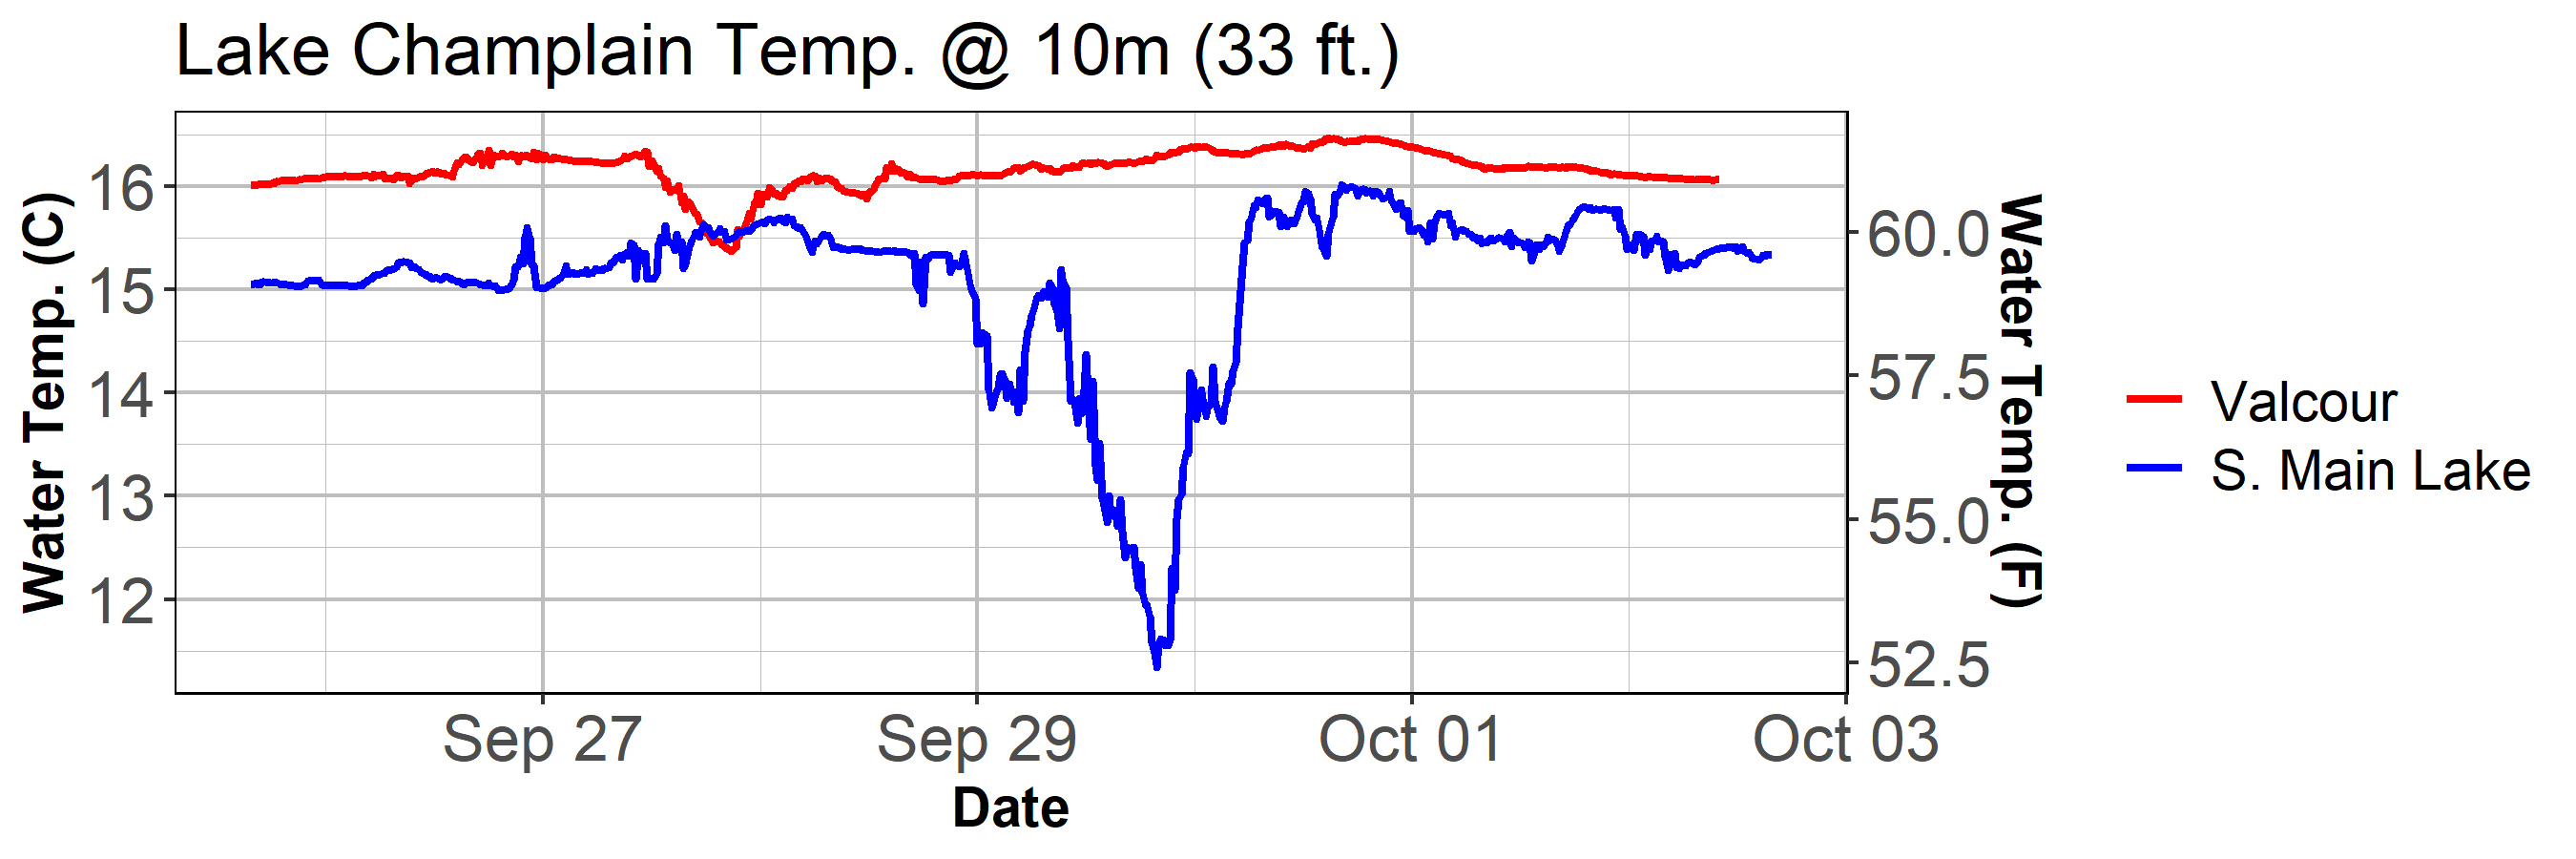 Lake Champlain Temp. @ 10m (33 ft.)
Water Temp. (C)
16
15
14
13
12
60.0
57.5
55.0
52.5
Water Temp. (F)
Sep 27
Sep 29
Oct 01
Oct 03
Date
Valcour
S. Main Lake